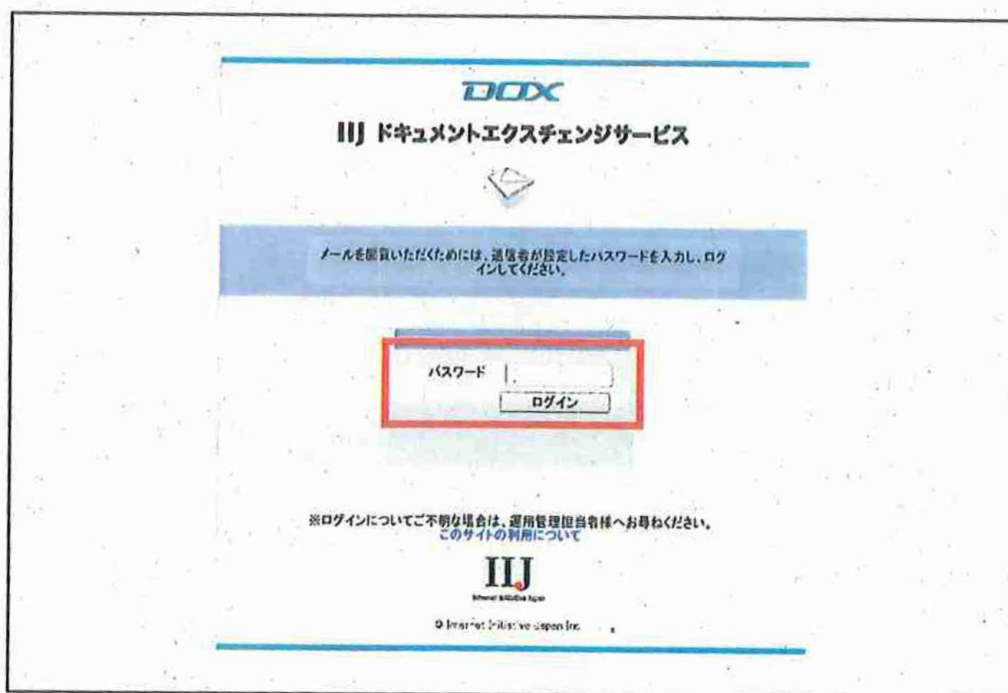 DOX
IIJ ドキュメントエクスチェンジサービス
メールを閲覧いただくためには、送信者が設定したパスワードを入力し、ログ
インしてください。
パスワード
ログイン
※ログインについてご不明な場合は、運用管理担当者様へお尋ねください。
このサイトの利用について
IIJ
Internet Initiative Japan
© Internet Initiative Japan Inc.